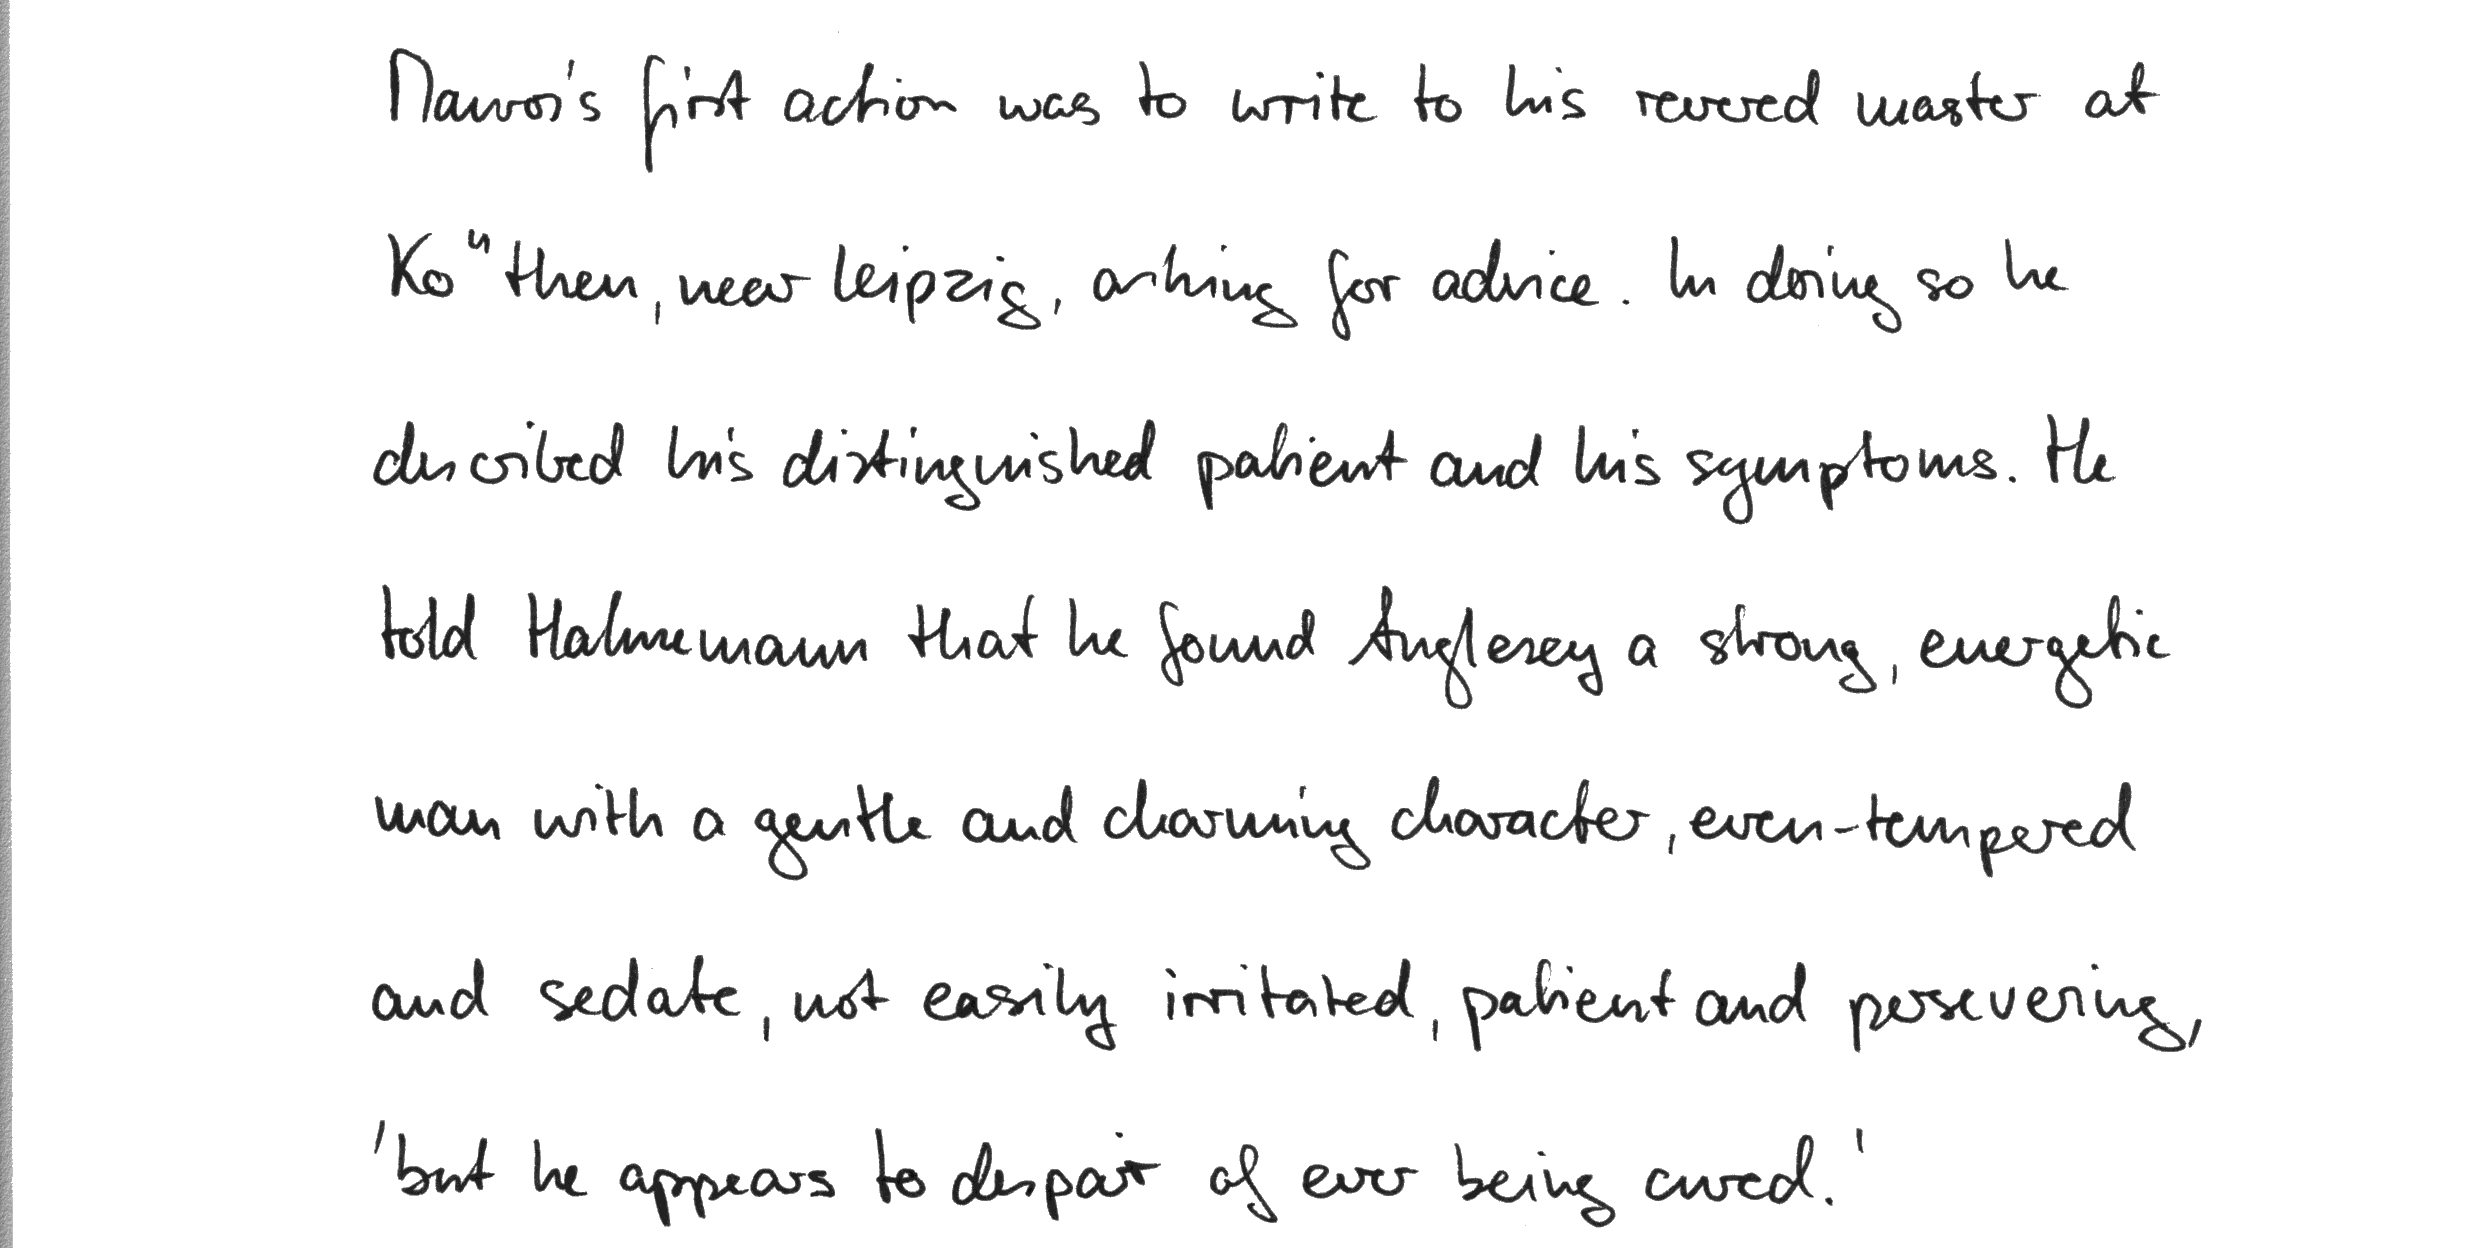 Mauro's first action was to write to his revered master at
Ko"then, near Leipzig, asking for advice. In doing so he
described his distinguished patient and his symptoms. He
told Hahnemann that he found Anglesey a strong, energetic
man with a gentle and charming character, even-tempered
and sedate, not easily irritated, patient and persevering,
'but he appears to despair of ever being cured.'